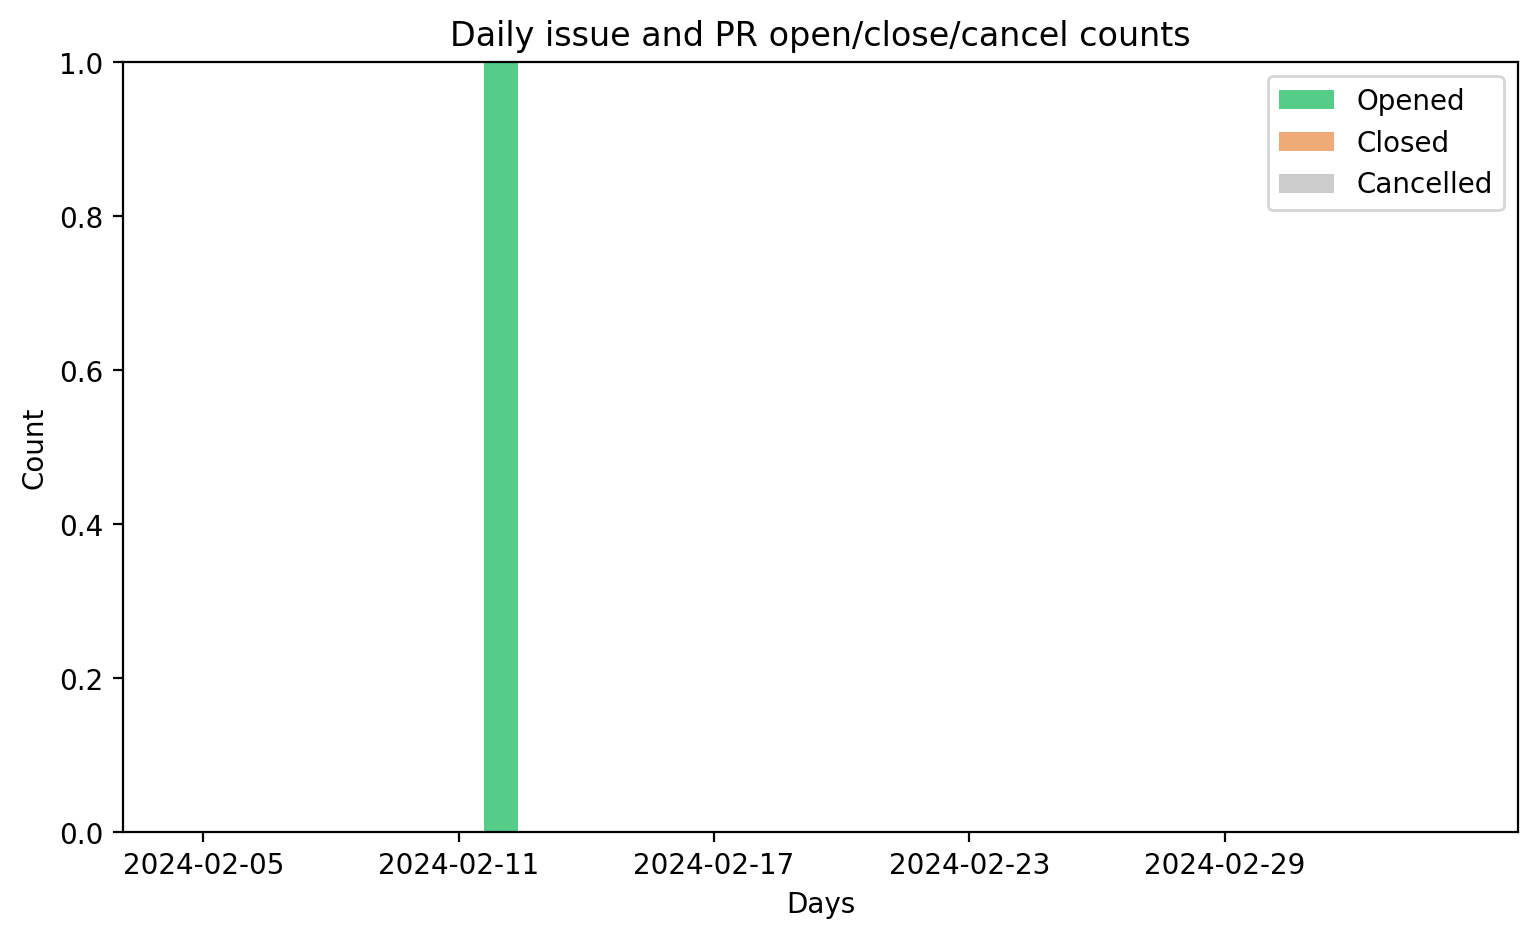 Daily issue and PR open/close/cancel counts
1.0
0.8
0.6
0.4
0.2
0.0
Count
Opened
Closed
Cancelled
2024-02-05
2024-02-11
2024-02-17
2024-02-23
2024-02-29
Days